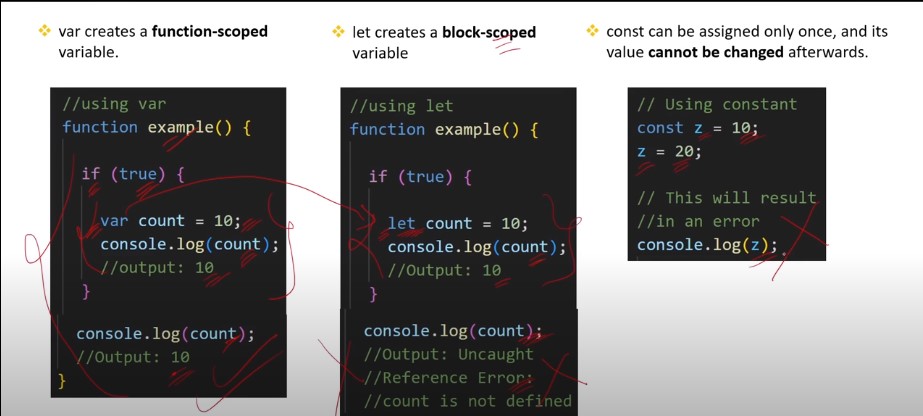 var creates a function-scoped
variable.
//using var
function example() {
if (true) {
var count = 10;
console.log(count);
//output: 10
}
console.log(count);
//Output: 10
}
let creates a block-scoped
variable
//using let
function example() {
if (true) {
let count = 10;
console.log(count);
//Output: 10
}
console.log(count);
//Output: Uncaught
//Reference Error:
//count is not defined
const can be assigned only once, and its
value cannot be changed afterwards.
// Using constant
const z = 10;
z = 20;
// This will result
//in an error
console.log(z);